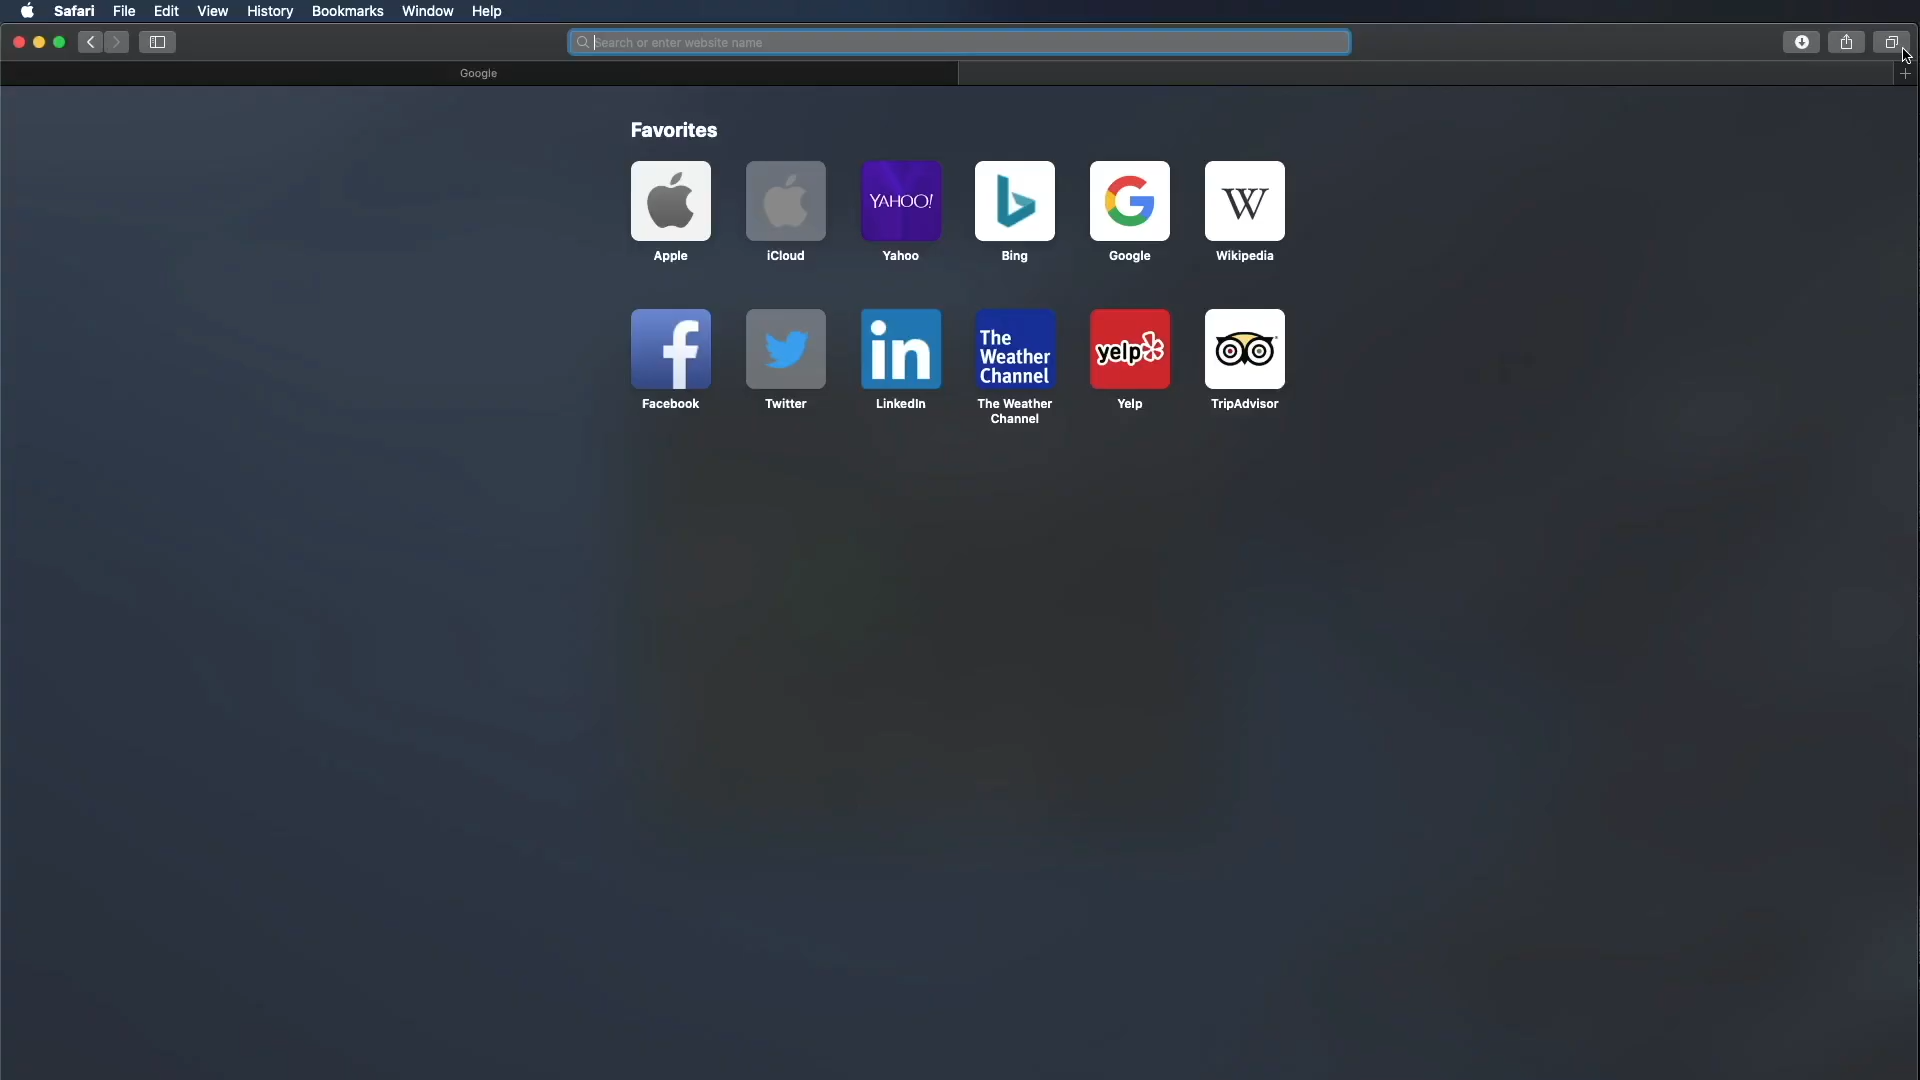 Safari File Edit View History Bookmarks Window Help
Search or enter website name
Google
Favorites
YAHOO!
W
Apple iCloud Yahoo Bing Google Wikipedia
f
in
The
Weather
Channel
yelp
Facebook Twitter LinkedIn The Weather Channel Yelp TripAdvisor